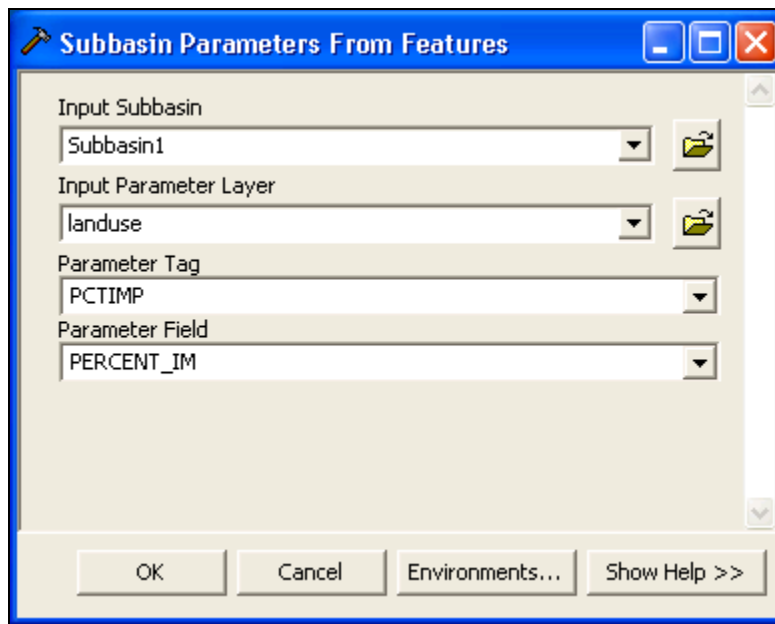 Subbasin Parameters From Features
Input Subbasin
Subbasin1
Input Parameter Layer
landuse
Parameter Tag
PCTIMP
Parameter Field
PERCENT_IM
OK Cancel Environments... Show Help >>